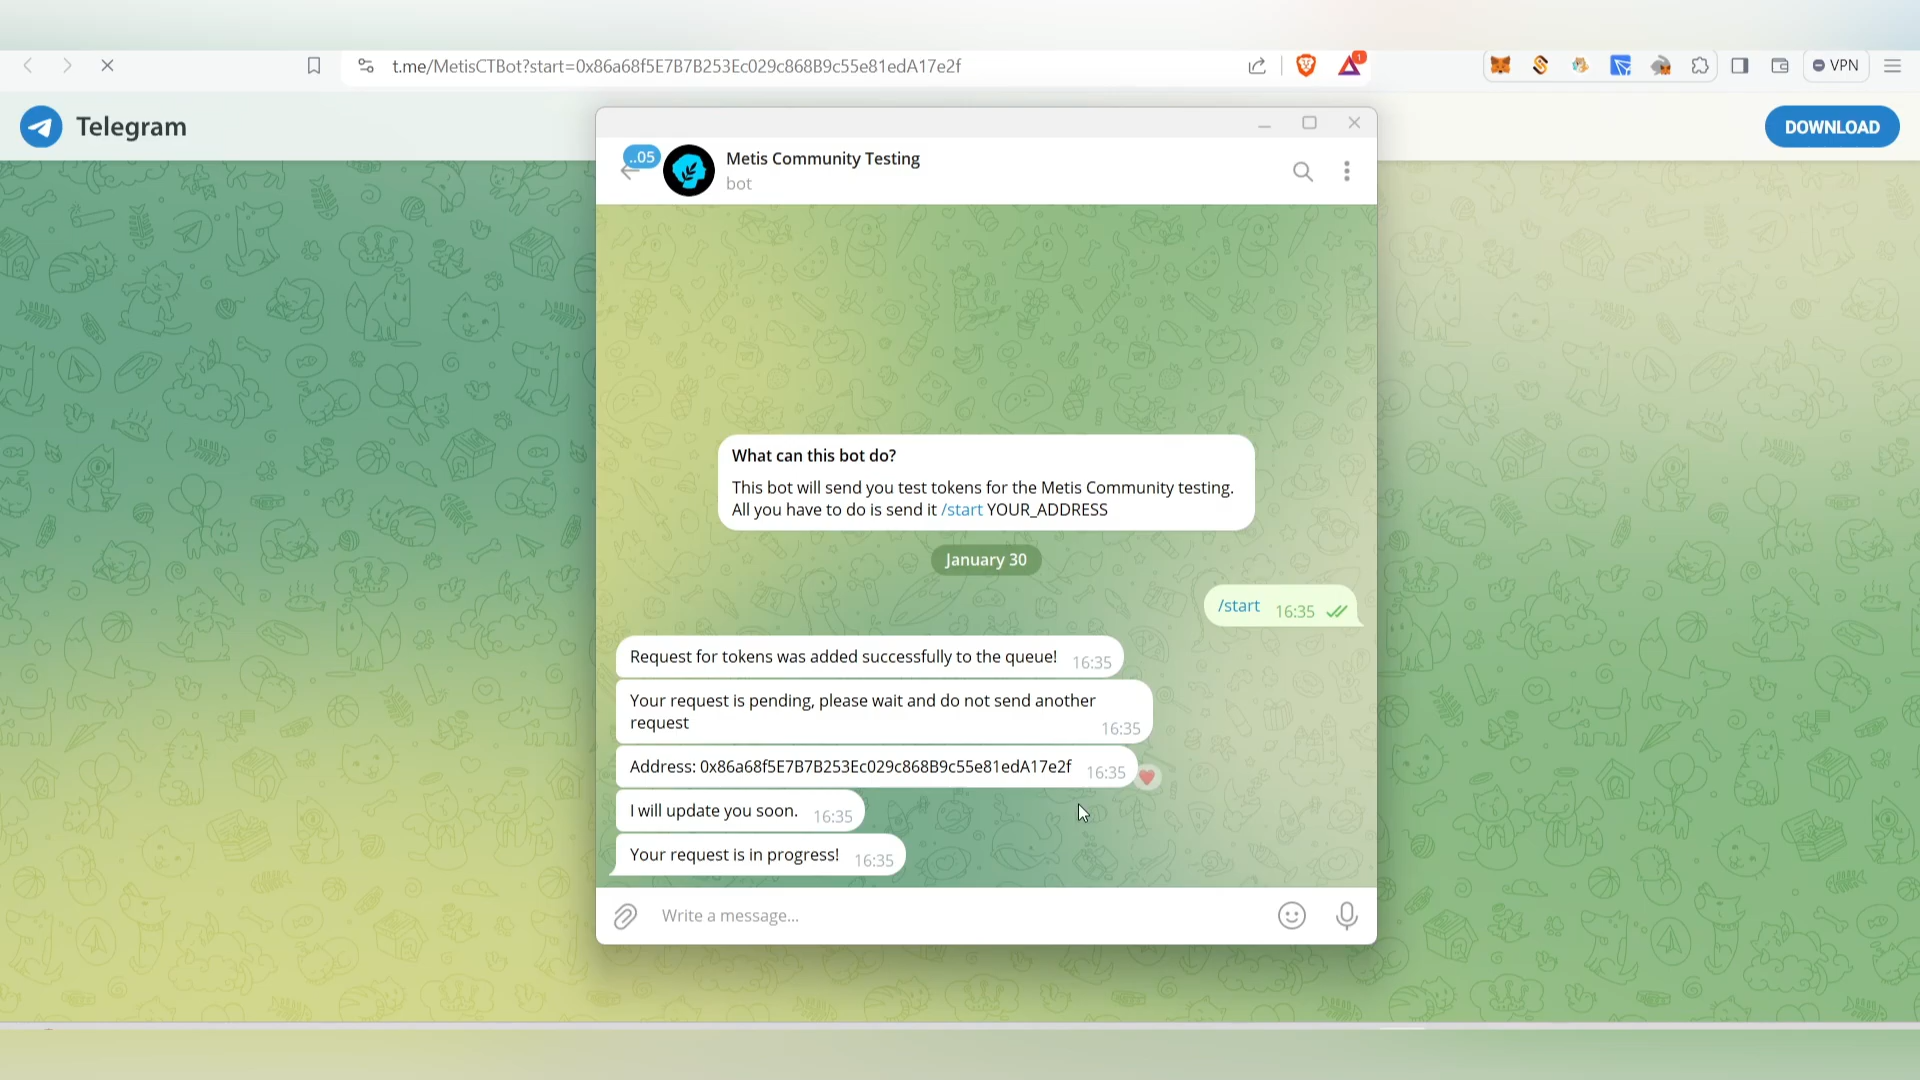 t.me/MetisCTBot?start=0x86a68f5E7B7B253Ec029c868B9c55e81edA17e2f
1
VPN
Telegram
DOWNLOAD
..05
Metis Community Testing
bot
What can this bot do?
This bot will send you test tokens for the Metis Community testing.
All you have to do is send it /start YOUR_ADDRESS
January 30
/start 16:35
Request for tokens was added successfully to the queue! 16:35
Your request is pending, please wait and do not send another
request 16:35
Address: 0x86a68f5E7B7B253Ec029c868B9c55e81edA17e2f 16:35
I will update you soon. 16:35
Your request is in progress! 16:35
Write a message...